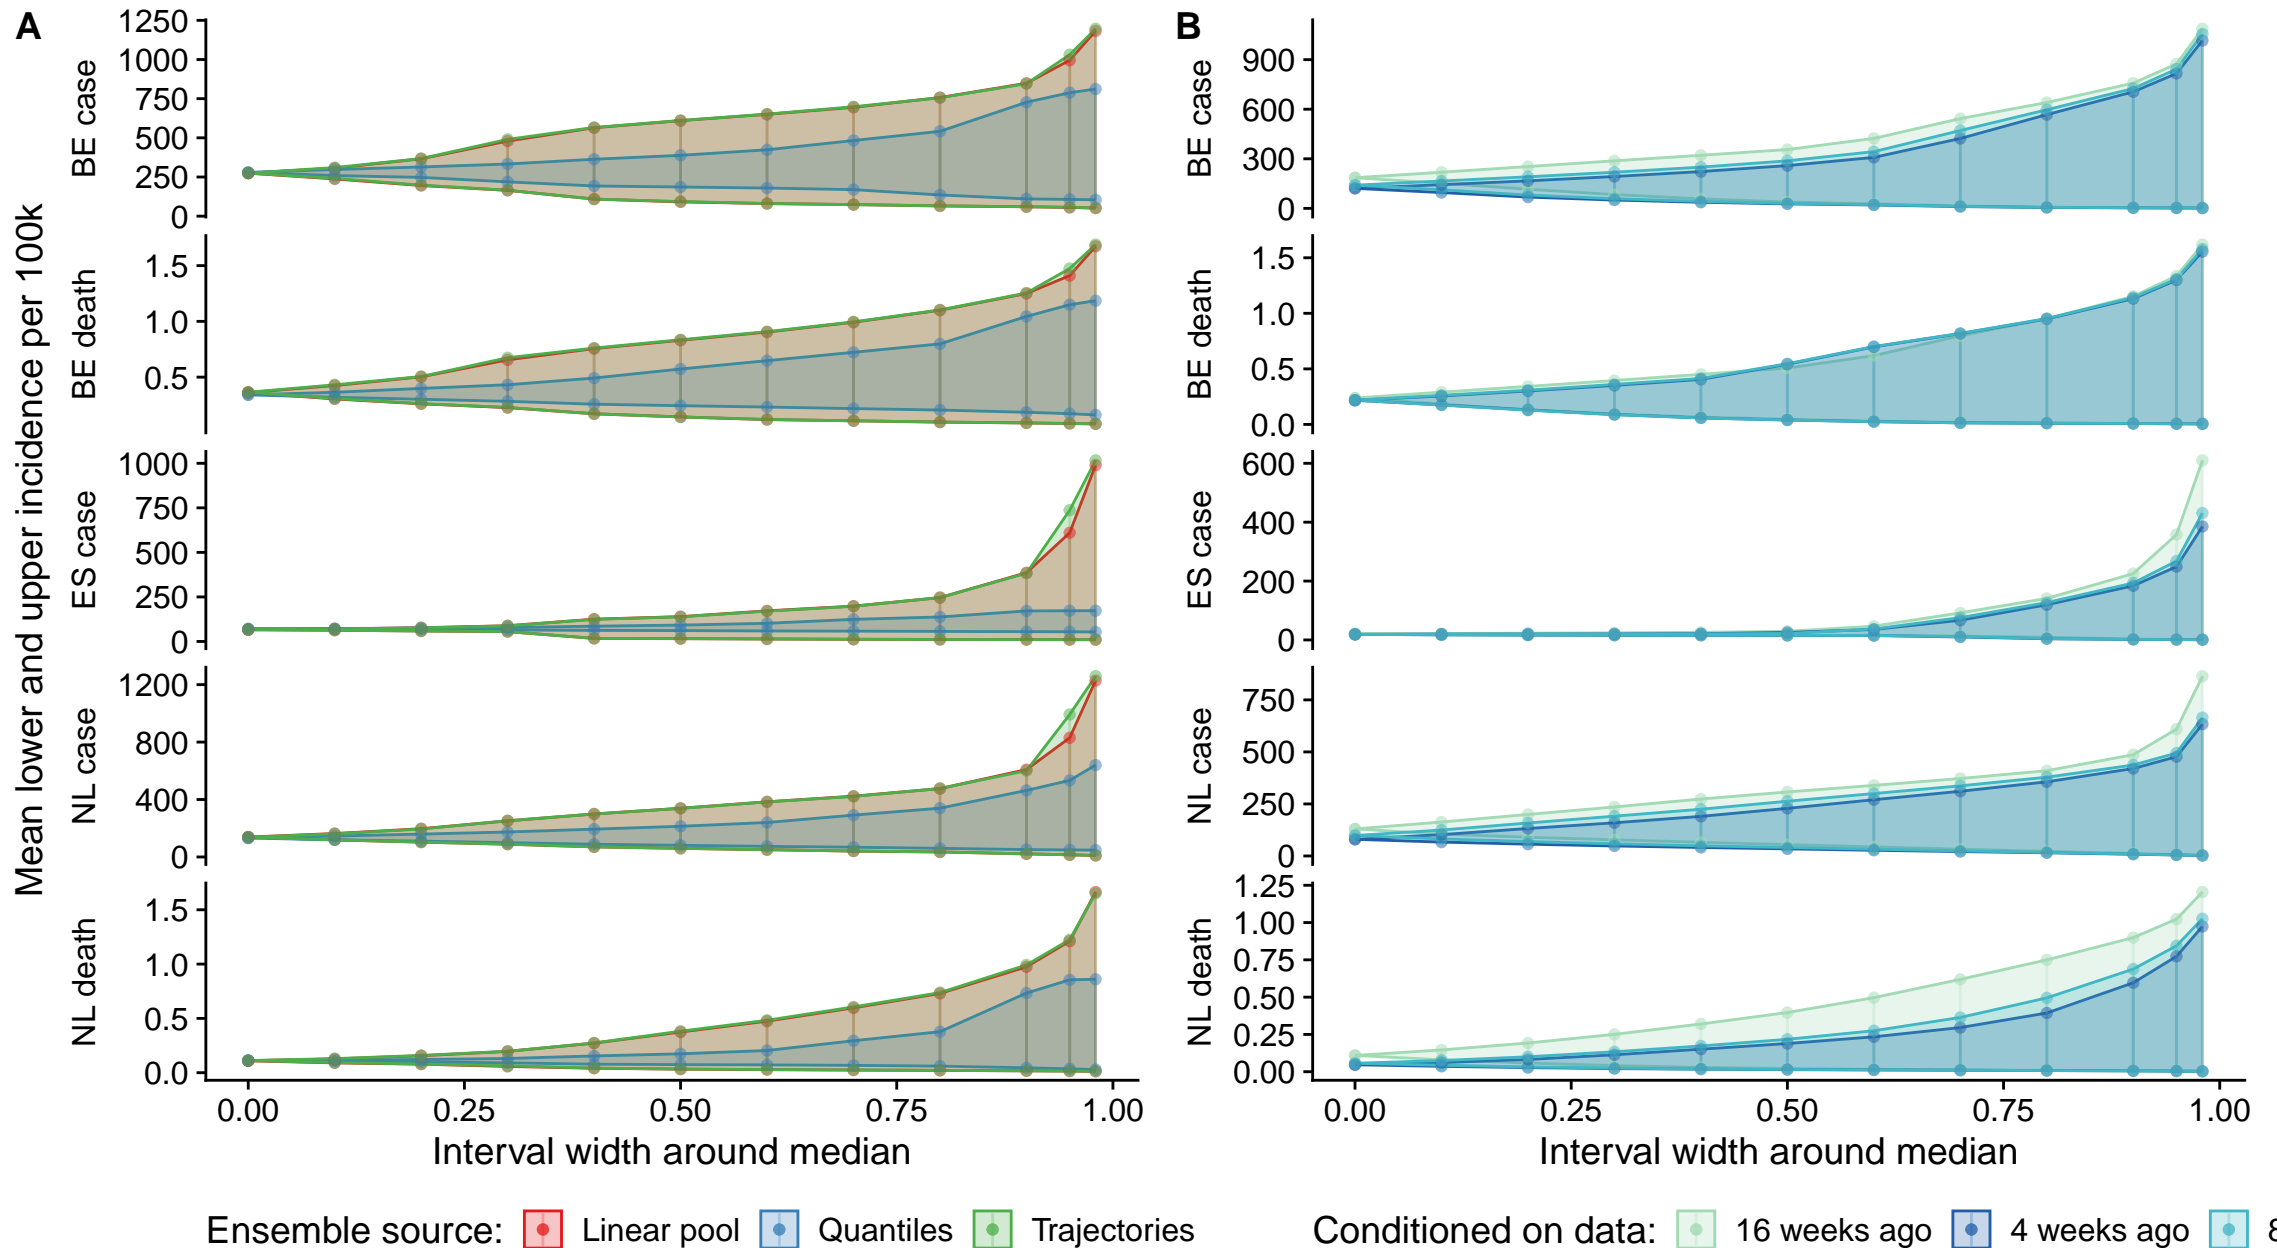 A
Mean lower and upper incidence per 100k
BE case
1250
1000
750
500
250
0
BE death
1.5
1.0
0.5
ES case
1000
750
500
250
0
NL case
1200
800
400
0
NL death
1.5
1.0
0.5
0.0
0.00 0.25 0.50 0.75 1.00
Interval width around median
Ensemble source: Linear pool Quantiles Trajectories
B
BE case
900
600
300
0
BE death
1.5
1.0
0.5
0.0
ES case
600
400
200
0
NL case
750
500
250
0
NL death
1.25
1.00
0.75
0.50
0.25
0.00
0.00 0.25 0.50 0.75 1.00
Interval width around median
Conditioned on data: 16 weeks ago 4 weeks ago